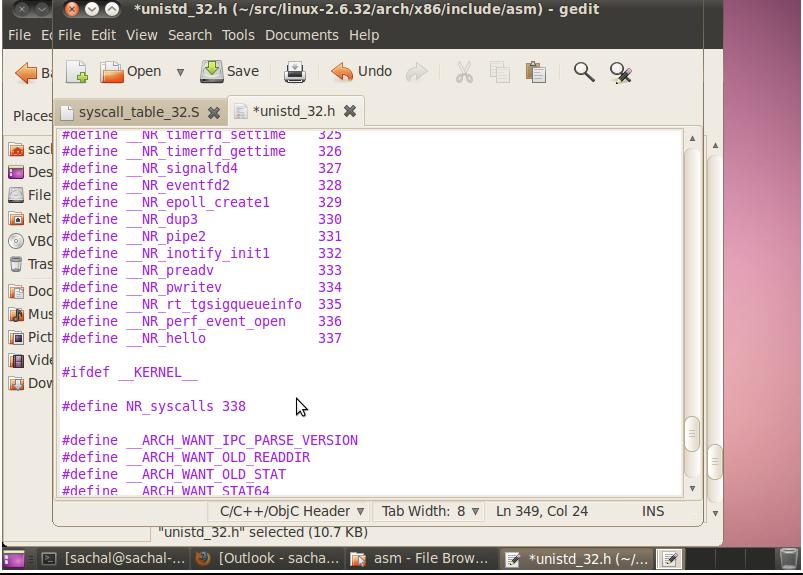 *unistd_32.h (~/src/linux-2.6.32/arch/x86/include/asm) - gedit
File E File Edit View Search Tools Documents Help
Ba Open Save Undo
Places
syscall_table_32.S *unistd_32.h
#define __NR_timerfd_settime 325
#define __NR_timerfd_gettime 326
#define __NR_signalfd4 327
#define __NR_eventfd2 328
#define __NR_epoll_create1 329
#define __NR_dup3 330
#define __NR_pipe2 331
#define __NR_inotify_init1 332
#define __NR_preadv 333
#define __NR_pwritev 334
#define __NR_rt_tgsigqueueinfo 335
#define __NR_perf_event_open 336
#define __NR_hello 337
#ifdef __KERNEL__
#define NR_syscalls 338
#define __ARCH_WANT_IPC_PARSE_VERSION
#define __ARCH_WANT_OLD_READDIR
#define __ARCH_WANT_OLD_STAT
#define __ARCH_WANT_STAT64
sach
Des
File
Net
VBC
Tras
Doc
Mus
Pict
Vide
Dow
C/C++/ObjC Header Tab Width: 8 Ln 349, Col 24 INS
"unistd_32.h" selected (10.7 KB)
[sachal@sachal-... [Outlook - sacha... asm - File Brow... *unistd_32.h (~/...